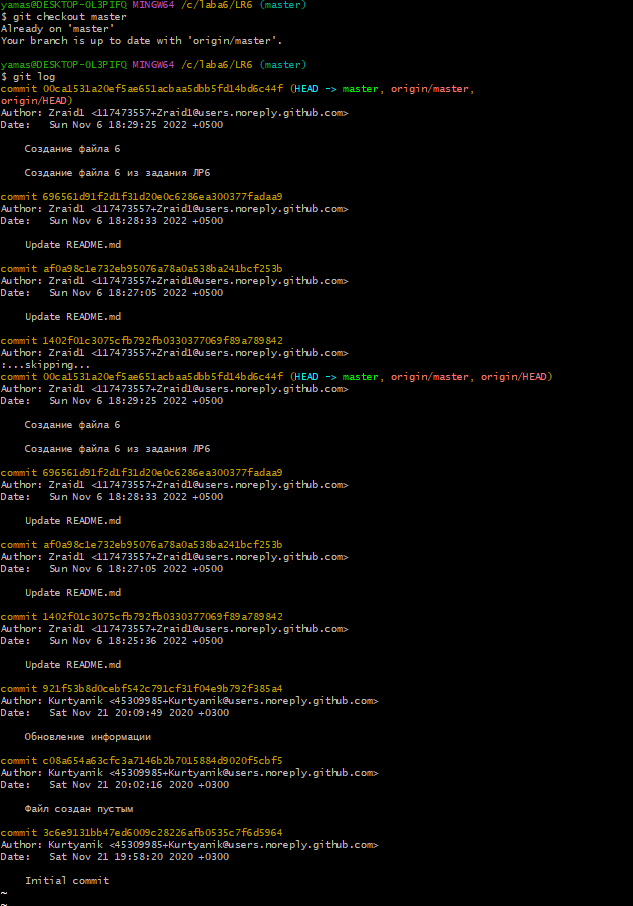 yamas@DESKTOP-OL3PIFQ MINGW64 /c/laba6/LR6 (master)
$ git checkout master
Already on 'master'
Your branch is up to date with 'origin/master'.
yamas@DESKTOP-OL3PIFQ MINGW64 /c/laba6/LR6 (master)
$ git log
commit 00ca1531a20ef5ae651acbaa5dbb5fd14bd6c44f (HEAD -> master, origin/master,
origin/HEAD)
Author: Zraid1 <117473557+Zraid1@users.noreply.github.com>
Date:   Sun Nov 6 18:29:25 2022 +0500
Создание файла 6
Создание файла 6 из задания ЛР6
commit 696561d91f2d1f31d20e0c6286ea300377fadaa9
Author: Zraid1 <117473557+Zraid1@users.noreply.github.com>
Date:   Sun Nov 6 18:28:33 2022 +0500
Update README.md
commit af0a98c1e732eb95076a78a0a538ba241bcf253b
Author: Zraid1 <117473557+Zraid1@users.noreply.github.com>
Date:   Sun Nov 6 18:27:05 2022 +0500
Update README.md
commit 1402f01c3075cfb792fb0330377069f89a789842
Author: Zraid1 <117473557+Zraid1@users.noreply.github.com>
:...skipping...
commit 00ca1531a20ef5ae651acbaa5dbb5fd14bd6c44f (HEAD -> master, origin/master, origin/HEAD)
Author: Zraid1 <117473557+Zraid1@users.noreply.github.com>
Date:   Sun Nov 6 18:29:25 2022 +0500
Создание файла 6
Создание файла 6 из задания ЛР6
commit 696561d91f2d1f31d20e0c6286ea300377fadaa9
Author: Zraid1 <117473557+Zraid1@users.noreply.github.com>
Date:   Sun Nov 6 18:28:33 2022 +0500
Update README.md
commit af0a98c1e732eb95076a78a0a538ba241bcf253b
Author: Zraid1 <117473557+Zraid1@users.noreply.github.com>
Date:   Sun Nov 6 18:27:05 2022 +0500
Update README.md
commit 1402f01c3075cfb792fb0330377069f89a789842
Author: Zraid1 <117473557+Zraid1@users.noreply.github.com>
Date:   Sun Nov 6 18:25:36 2022 +0500
Update README.md
commit 921f53b8d0cebf542c791cf31f04e9b792f385a4
Author: Kurtyanik <45309985+Kurtyanik@users.noreply.github.com>
Date:   Sat Nov 21 20:09:49 2020 +0300
Обновление информации
commit c08a654a63cfc3a7146b2b7015884d9020f5cbf5
Author: Kurtyanik <45309985+Kurtyanik@users.noreply.github.com>
Date:   Sat Nov 21 20:02:16 2020 +0300
Файл создан пустым
commit 3c6e9131bb47ed6009c28226afb0535c7f6d5964
Author: Kurtyanik <45309985+Kurtyanik@users.noreply.github.com>
Date:   Sat Nov 21 19:58:20 2020 +0300
Initial commit
~
~